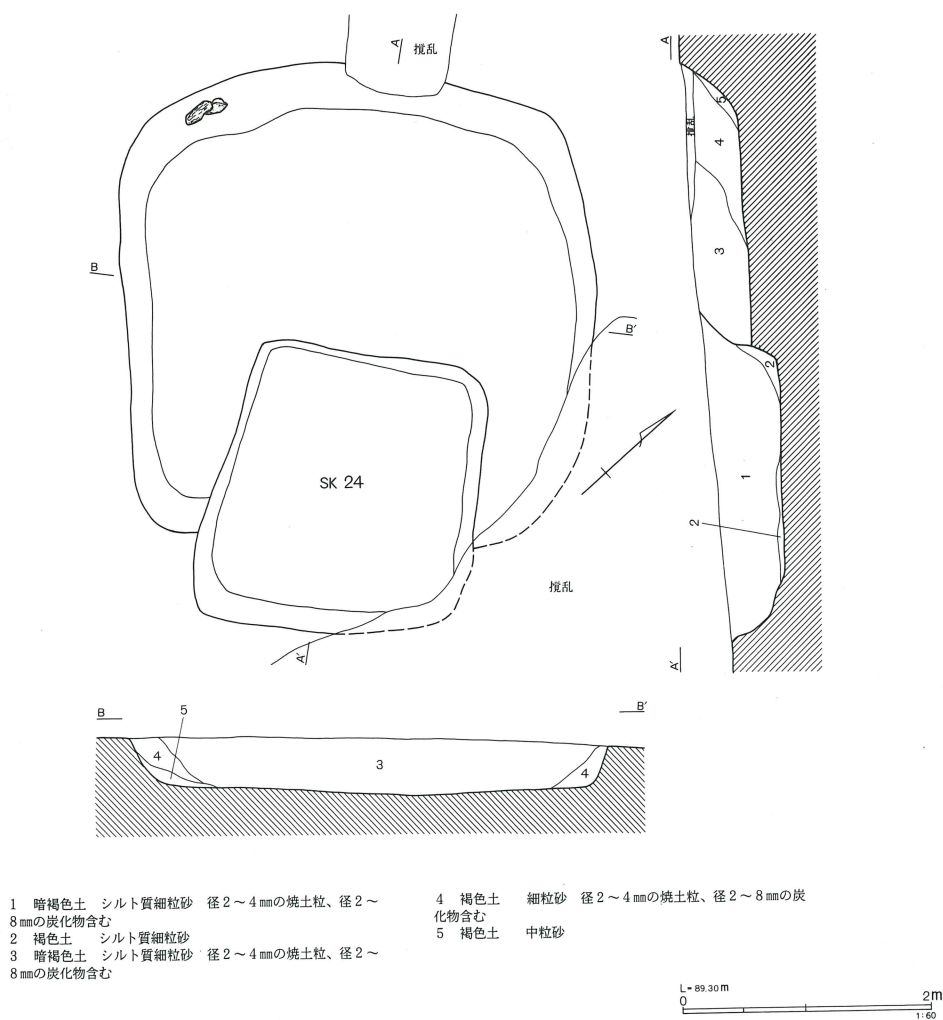 A
撹乱
B
B′
SK 24
撹乱
A′
A
撹乱
5
4
3
2
1
2
A′
B
5
B′
4
3
4
1 暗褐色土 シルト質細粒砂 径2～4㎜の焼土粒、径2～
8㎜の炭化物含む
2 褐色土 シルト質細粒砂
3 暗褐色土 シルト質細粒砂 径2～4㎜の焼土粒、径2～
8㎜の炭化物含む
4 褐色土 細粒砂 径2～4㎜の焼土粒、径2～8㎜の炭
化物含む
5 褐色土 中粒砂
L=89.30m
0 2m
1:60